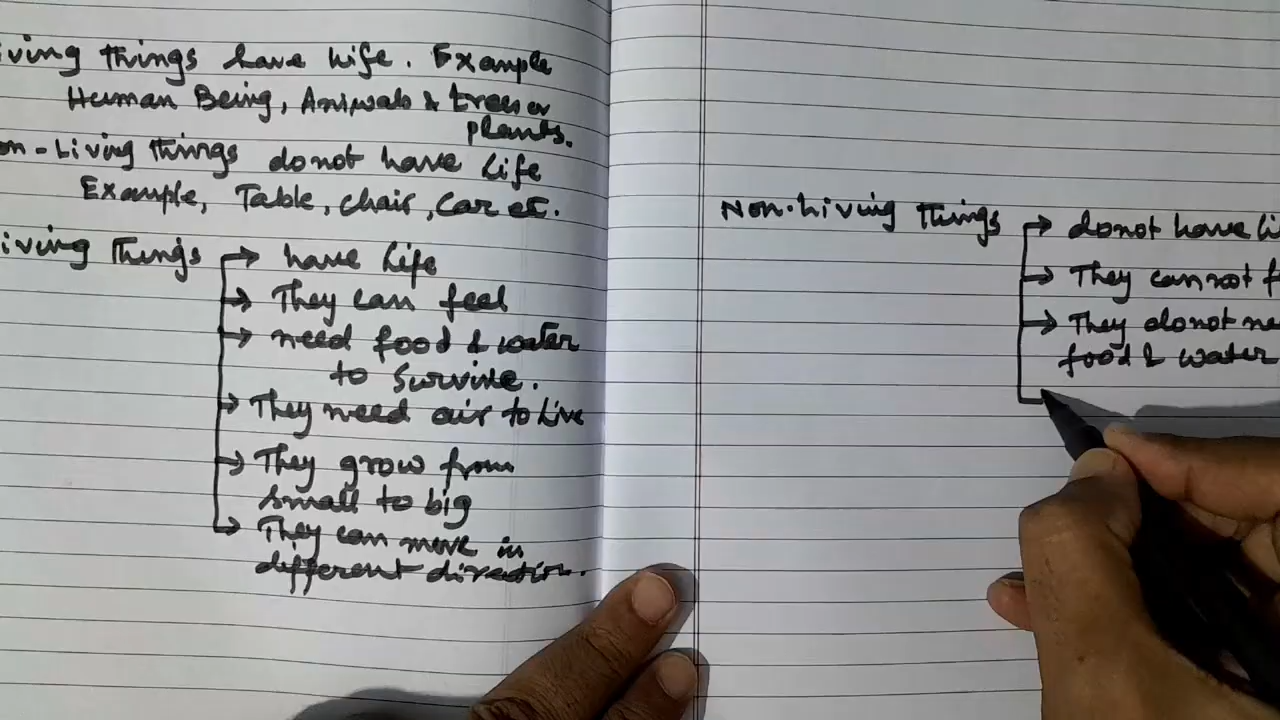 iving things have life. Example
Human Being, Animals & trees or
plants.
on-Living things donot have life
Example, Table, chair, Car etc.
iving Things → have life
→ They can feel
→ need food & water
to survive.
→ They need air to live
→ They grow from
small to big
→ They can move in
different direction.
Non-Living things → donot have li
→ They cannot f
→ They donot ne
food & water